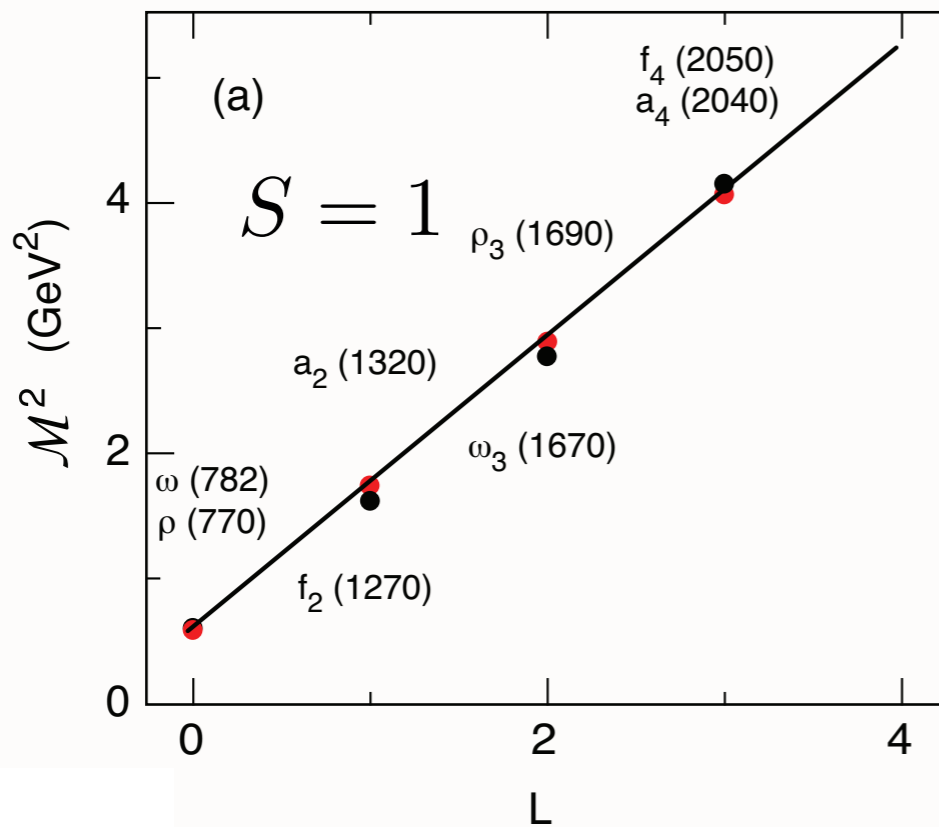 (a)
f₄ (2050)
a₄ (2040)
S = 1
ρ₃ (1690)
a₂ (1320)
ω₃ (1670)
ω (782)
ρ (770)
f₂ (1270)
ℳ² (GeV²)
4
2
0
0 2 4
L